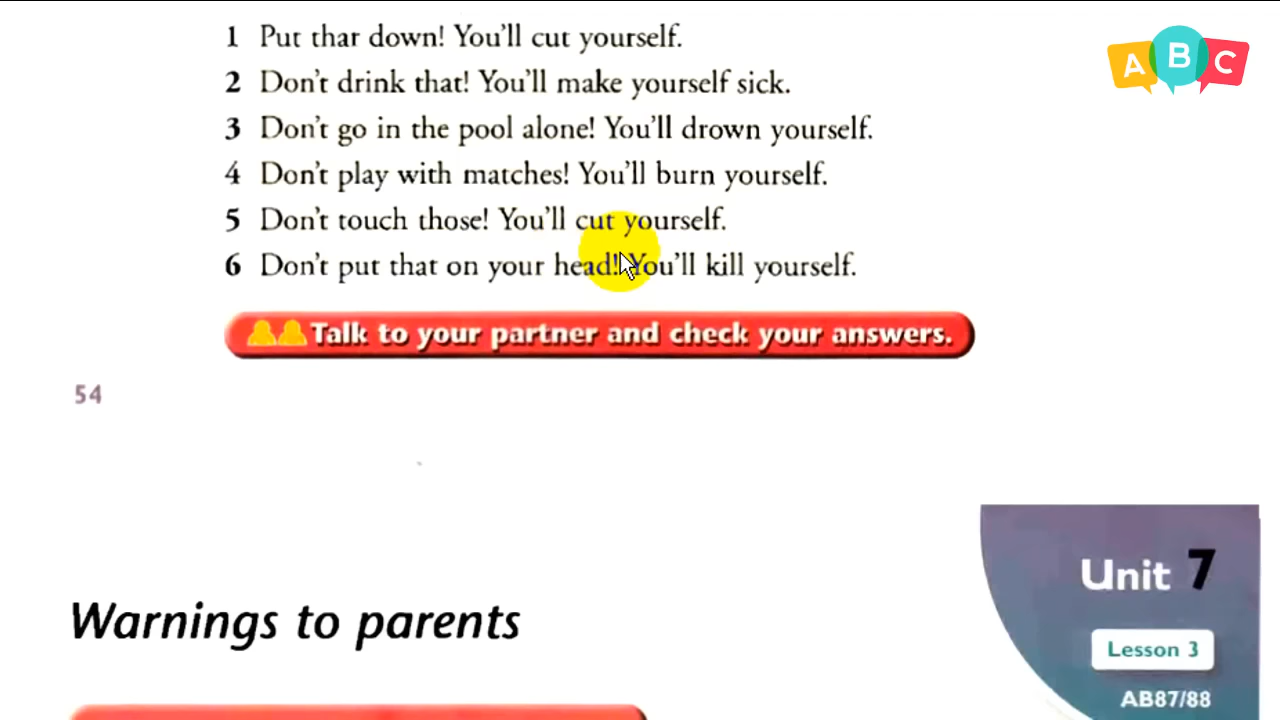 A B C
1 Put thar down! You'll cut yourself.
2 Don't drink that! You'll make yourself sick.
3 Don't go in the pool alone! You'll drown yourself.
4 Don't play with matches! You'll burn yourself.
5 Don't touch those! You'll cut yourself.
6 Don't put that on your head! You'll kill yourself.
Talk to your partner and check your answers.
54
Unit 7
Warnings to parents
Lesson 3
AB87/88